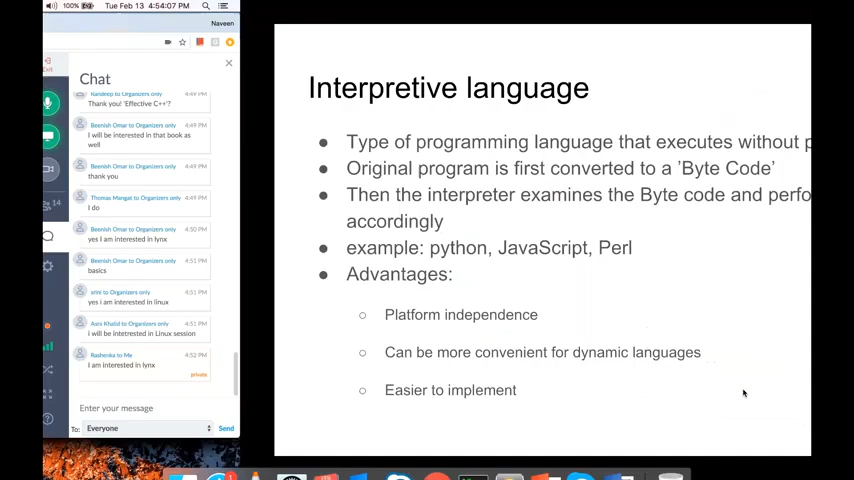 100%
Tue Feb 13 4:54:07 PM
Naveen
Exit
14
Chat
Kandeep to Organizers only 4:49 PM
Thank you! 'Effective C++'?
Beenish Omar to Organizers only 4:49 PM
I will be interested in that book as
well
Beenish Omar to Organizers only 4:49 PM
thank you
Thomas Mangat to Organizers only 4:49 PM
I do
Beenish Omar to Organizers only 4:50 PM
yes I am interested in lynx
Beenish Omar to Organizers only 4:51 PM
basics
srini to Organizers only 4:51 PM
yes i am interested in linux
Asra Khalid to Organizers only 4:51 PM
i will be intetrested in Linux session
Rashenka to Me 4:52 PM
I am interested in lynx
private
Enter your message
To: Everyone Send
Interpretive language
Type of programming language that executes without p
Original program is first converted to a 'Byte Code'
Then the interpreter examines the Byte code and perfo
accordingly
example: python, JavaScript, Perl
Advantages:
Platform independence
Can be more convenient for dynamic languages
Easier to implement